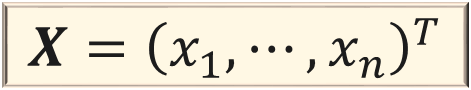 X = (x₁, ⋯ , xₙ)ᵀ